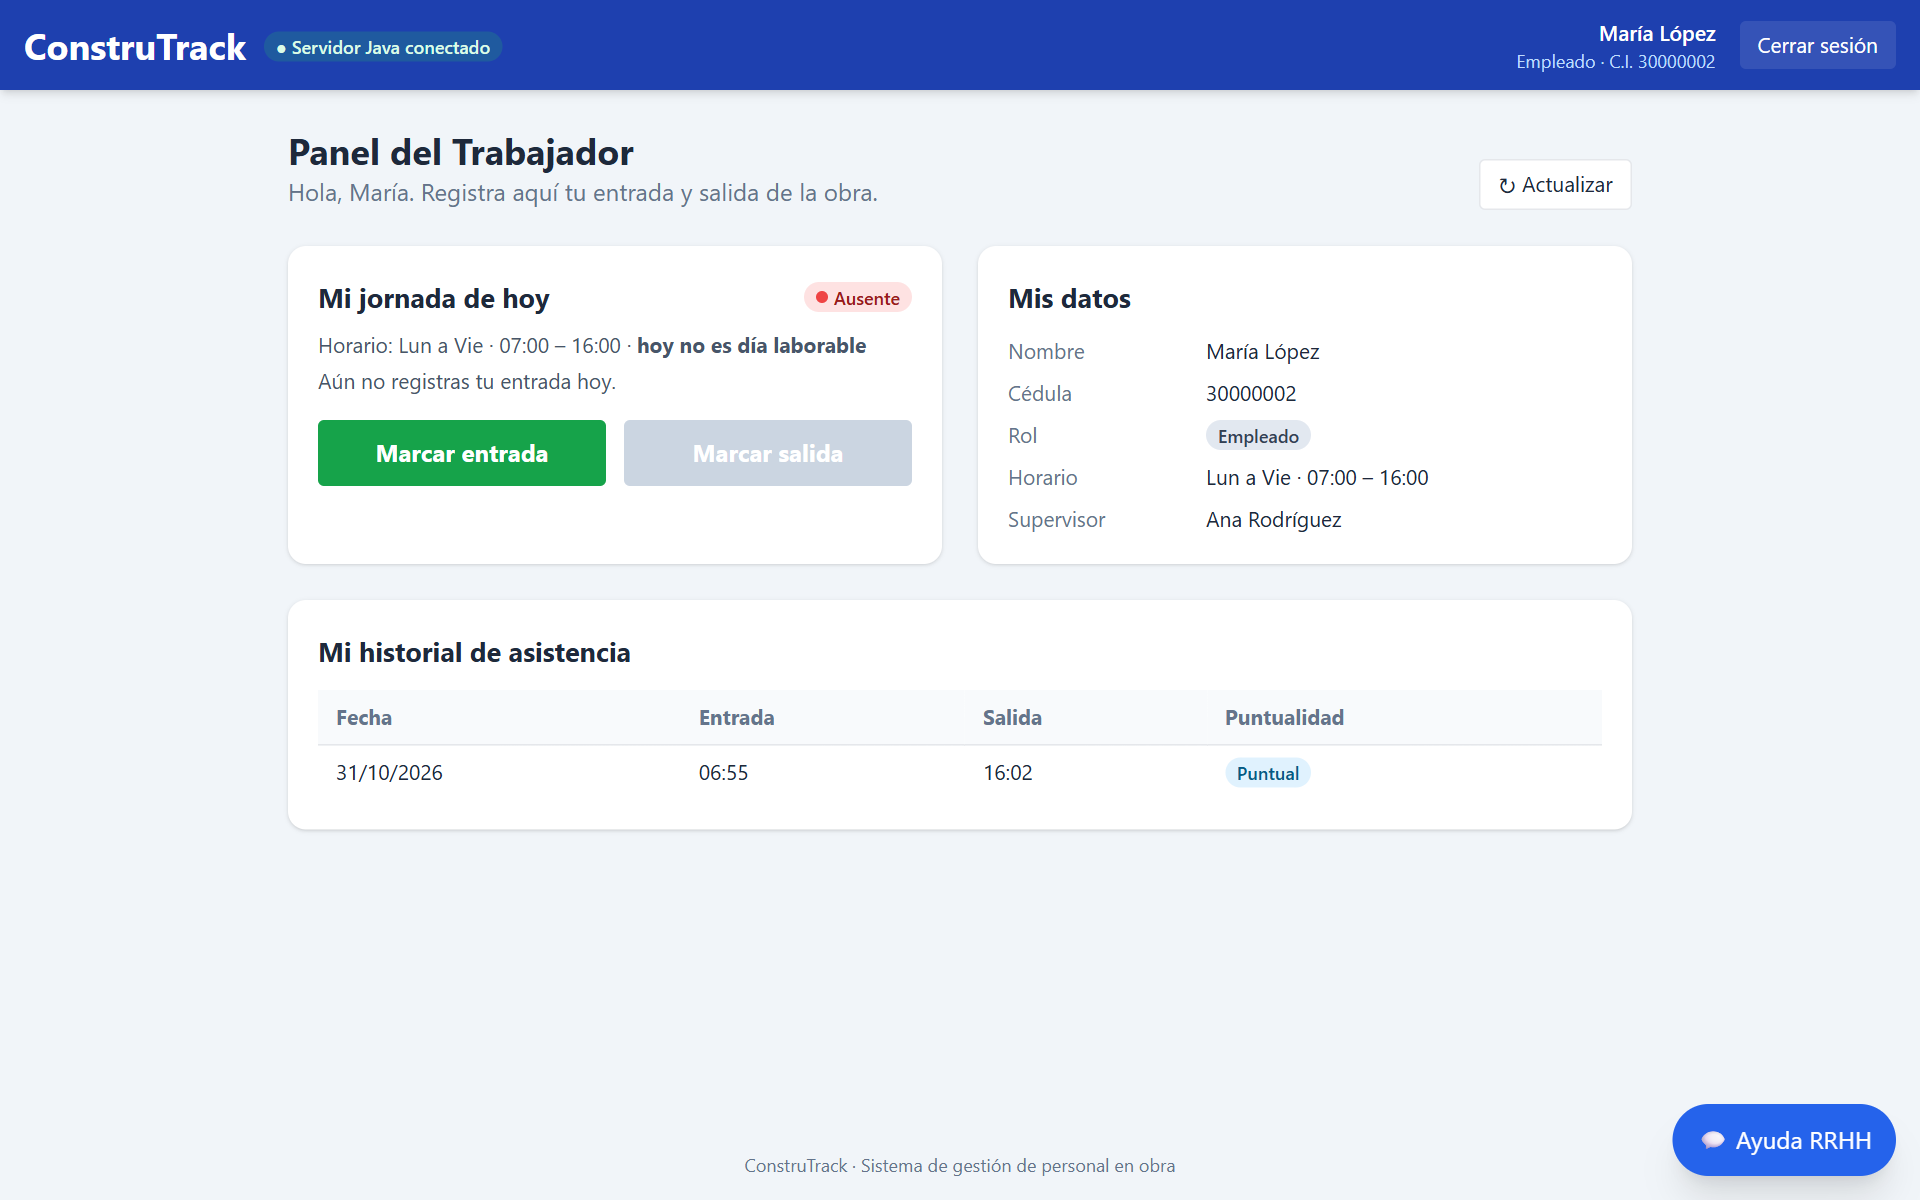 ConstruTrack
● Servidor Java conectado
María López
Empleado · C.I. 30000002
Cerrar sesión
Panel del Trabajador
Hola, María. Registra aquí tu entrada y salida de la obra.
↻ Actualizar
Mi jornada de hoy
Ausente
Horario: Lun a Vie · 07:00 – 16:00 · hoy no es día laborable
Aún no registras tu entrada hoy.
Marcar entrada
Marcar salida
Mis datos
Nombre María López
Cédula 30000002
Rol Empleado
Horario Lun a Vie · 07:00 – 16:00
Supervisor Ana Rodríguez
Mi historial de asistencia
Fecha Entrada Salida Puntualidad
31/10/2026 06:55 16:02 Puntual
ConstruTrack · Sistema de gestión de personal en obra
Ayuda RRHH